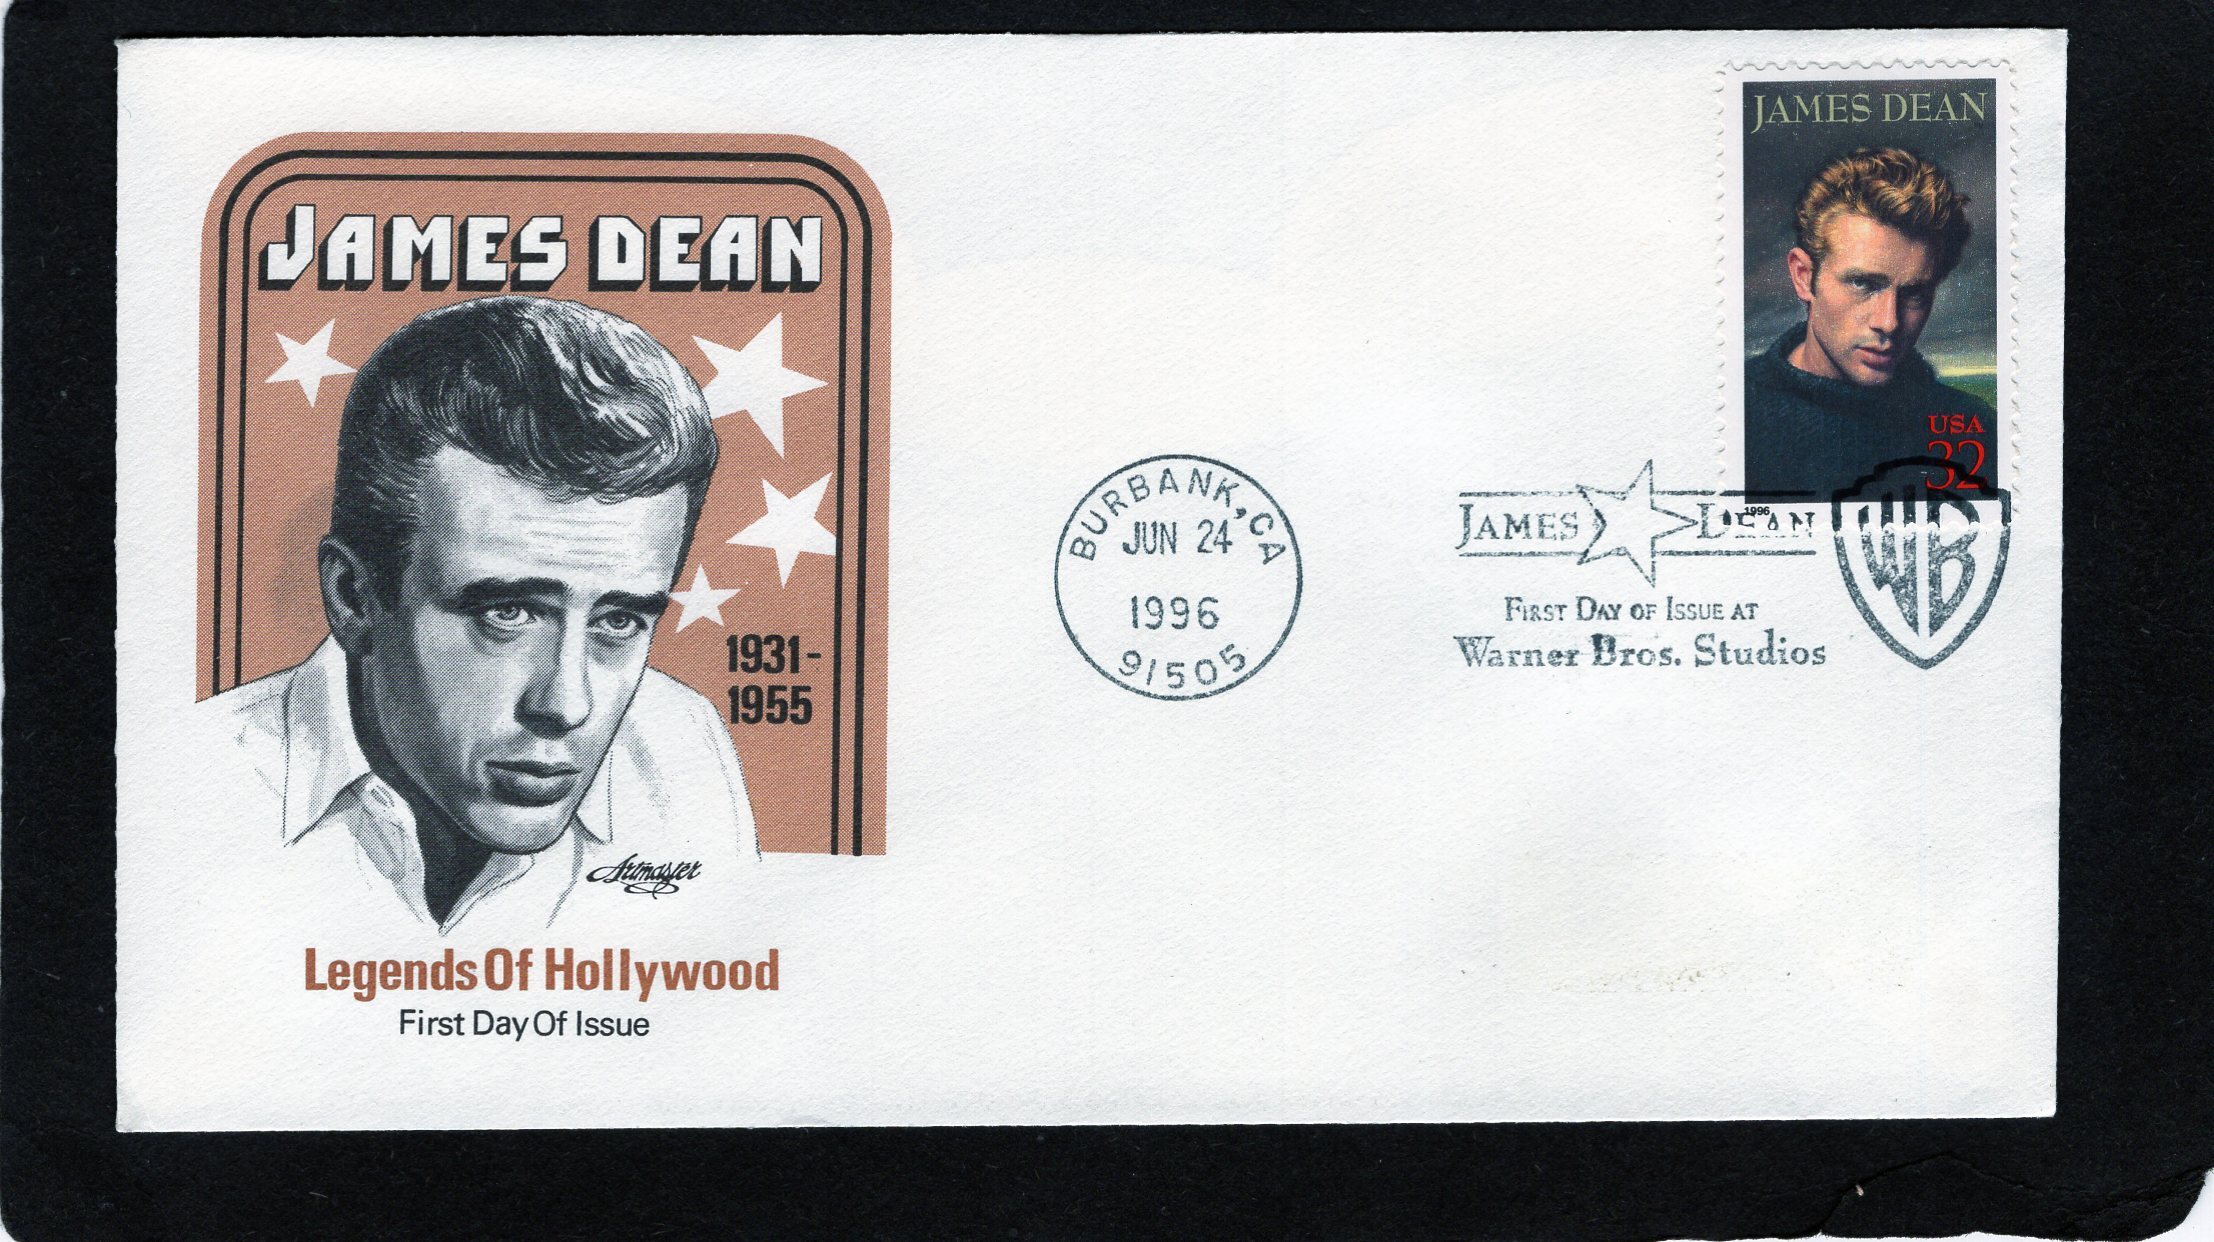 JAMES DEAN
1931-
1955
Artmaster
Legends Of Hollywood
First Day Of Issue
BURBANK, CA
JUN 24
1996
91505
JAMES DEAN
USA
32
1996
JAMES DEAN
WB
FIRST DAY OF ISSUE AT
Warner Bros. Studios